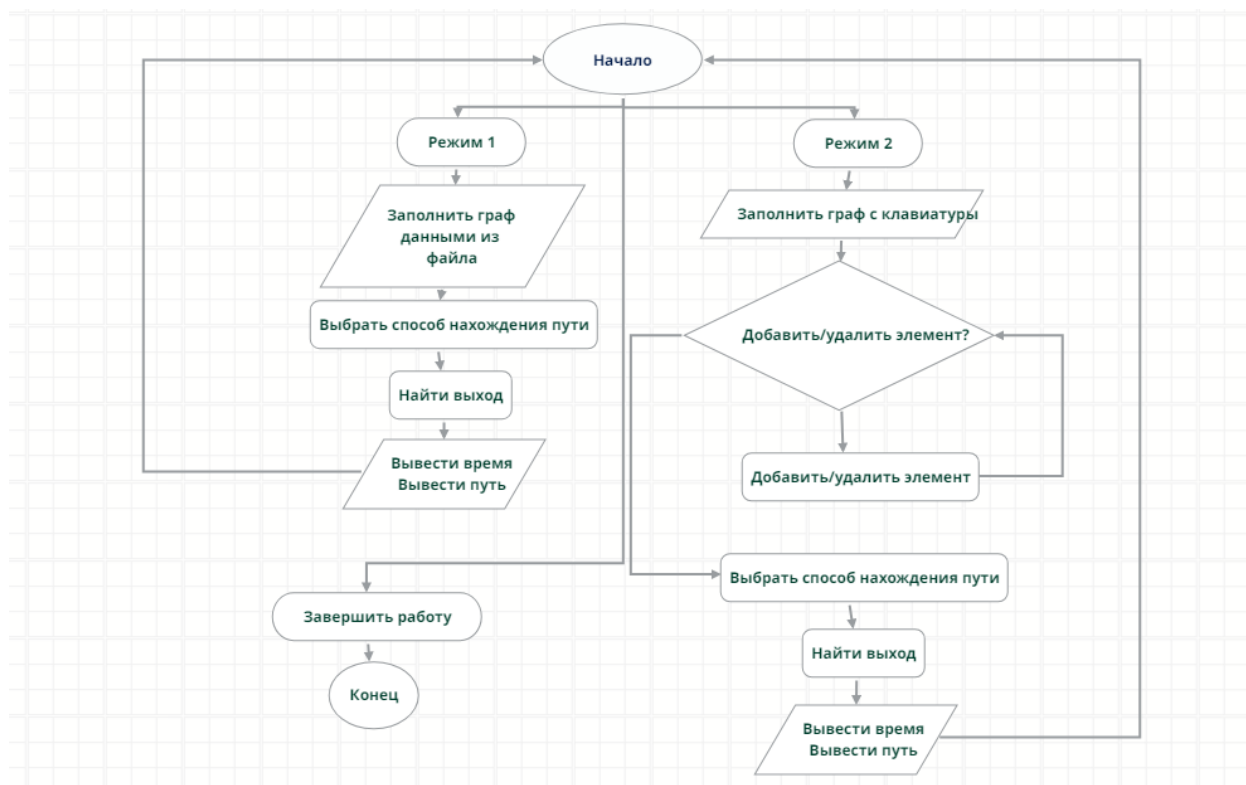 Начало
Режим 1
Заполнить граф
данными из
файла
Выбрать способ нахождения пути
Найти выход
Вывести время
Вывести путь
Завершить работу
Конец
Режим 2
Заполнить граф с клавиатуры
Добавить/удалить элемент?
Добавить/удалить элемент
Выбрать способ нахождения пути
Найти выход
Вывести время
Вывести путь